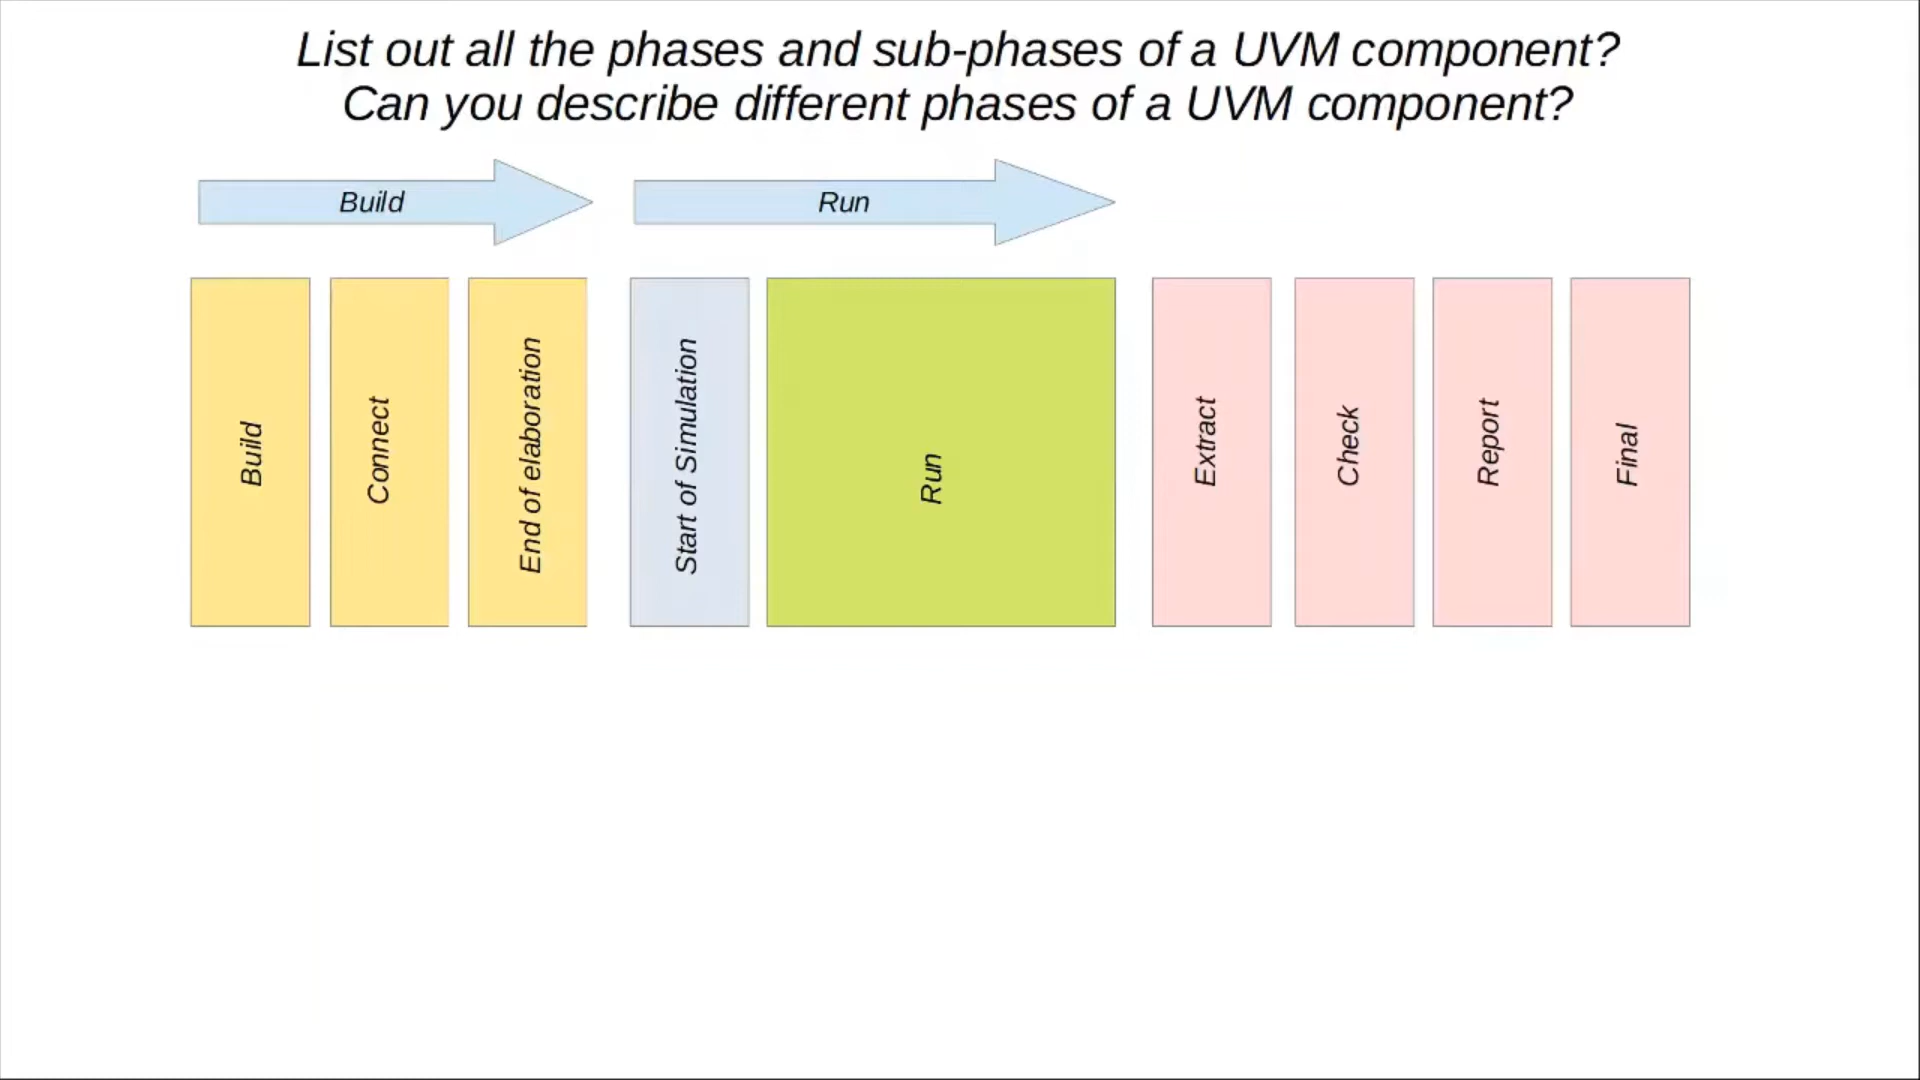 List out all the phases and sub-phases of a UVM component?
Can you describe different phases of a UVM component?
Build
Run
Build
Connect
End of elaboration
Start of Simulation
Run
Extract
Check
Report
Final